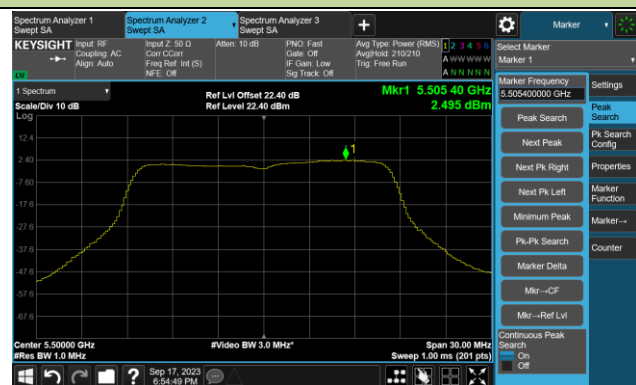 Spectrum Analyzer 1
Swept SA
Spectrum Analyzer 2
Swept SA
Spectrum Analyzer 3
Swept SA
+
Marker
KEYSIGHT
Input: RF
Coupling: AC
Align: Auto
Input Z: 50 Ω
Corr CCorr
Freq Ref: Int (S)
NFE: Off
Atten: 10 dB
PNO: Fast
Gate: Off
IF Gain: Low
Sig Track: Off
Avg Type: Power (RMS)
Avg|Hold: 210/210
Trig: Free Run
1 2 3 4 5 6
A W W W W W
A N N N N N
LW
Select Marker
Marker 1
1 Spectrum
Scale/Div 10 dB
Ref Lvl Offset 22.40 dB
Ref Level 22.40 dBm
Mkr1 5.505 40 GHz
2.495 dBm
Log
12.4
2.40
-7.60
-17.6
-27.6
-37.6
-47.6
-57.6
-67.6
1
Center 5.50000 GHz
#Res BW 1.0 MHz
#Video BW 3.0 MHz*
Span 30.00 MHz
Sweep 1.00 ms (201 pts)
Marker Frequency
5.505400000 GHz
Peak Search
Next Peak
Next Pk Right
Next Pk Left
Minimum Peak
Pk-Pk Search
Marker Delta
Mkr→CF
Mkr→Ref Lvl
Continuous Peak
Search
On
Off
Settings
Peak
Search
Pk Search
Config
Properties
Marker
Function
Marker→
Counter
?
Sep 17, 2023
6:54:49 PM